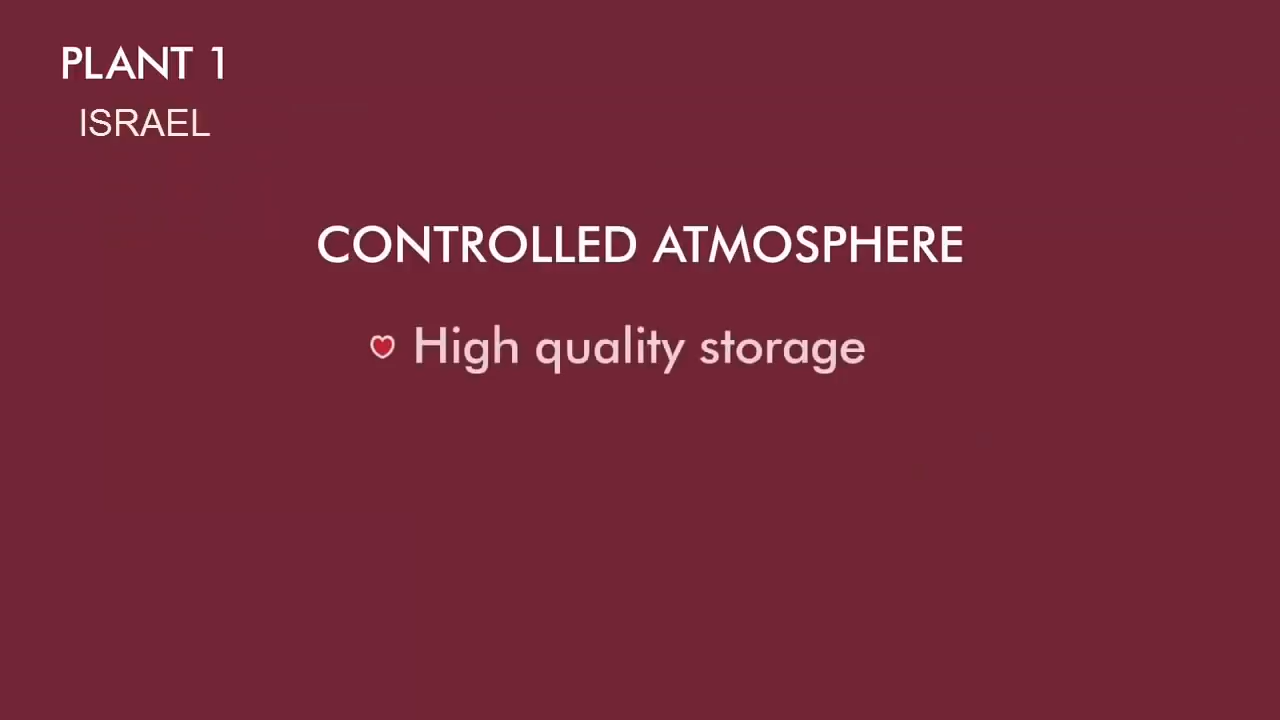 PLANT 1
ISRAEL
CONTROLLED ATMOSPHERE
High quality storage